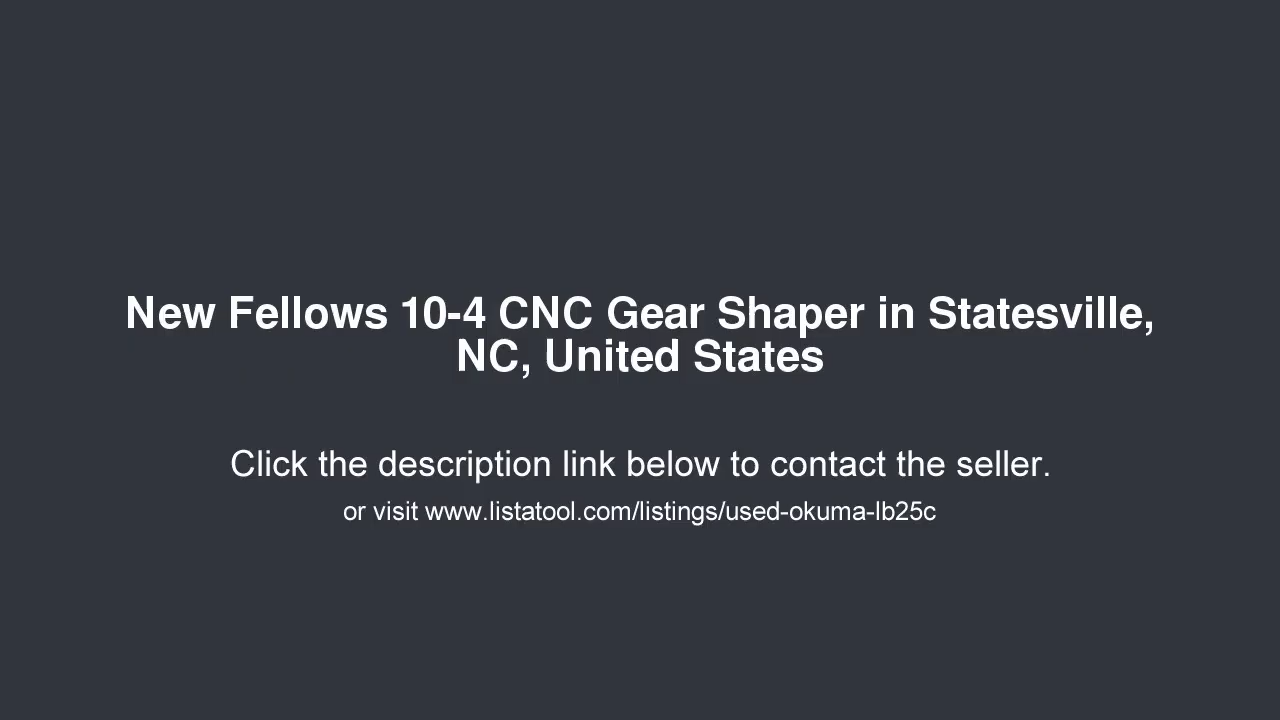 New Fellows 10-4 CNC Gear Shaper in Statesville,
NC, United States
Click the description link below to contact the seller.
or visit www.listatool.com/listings/used-okuma-lb25c